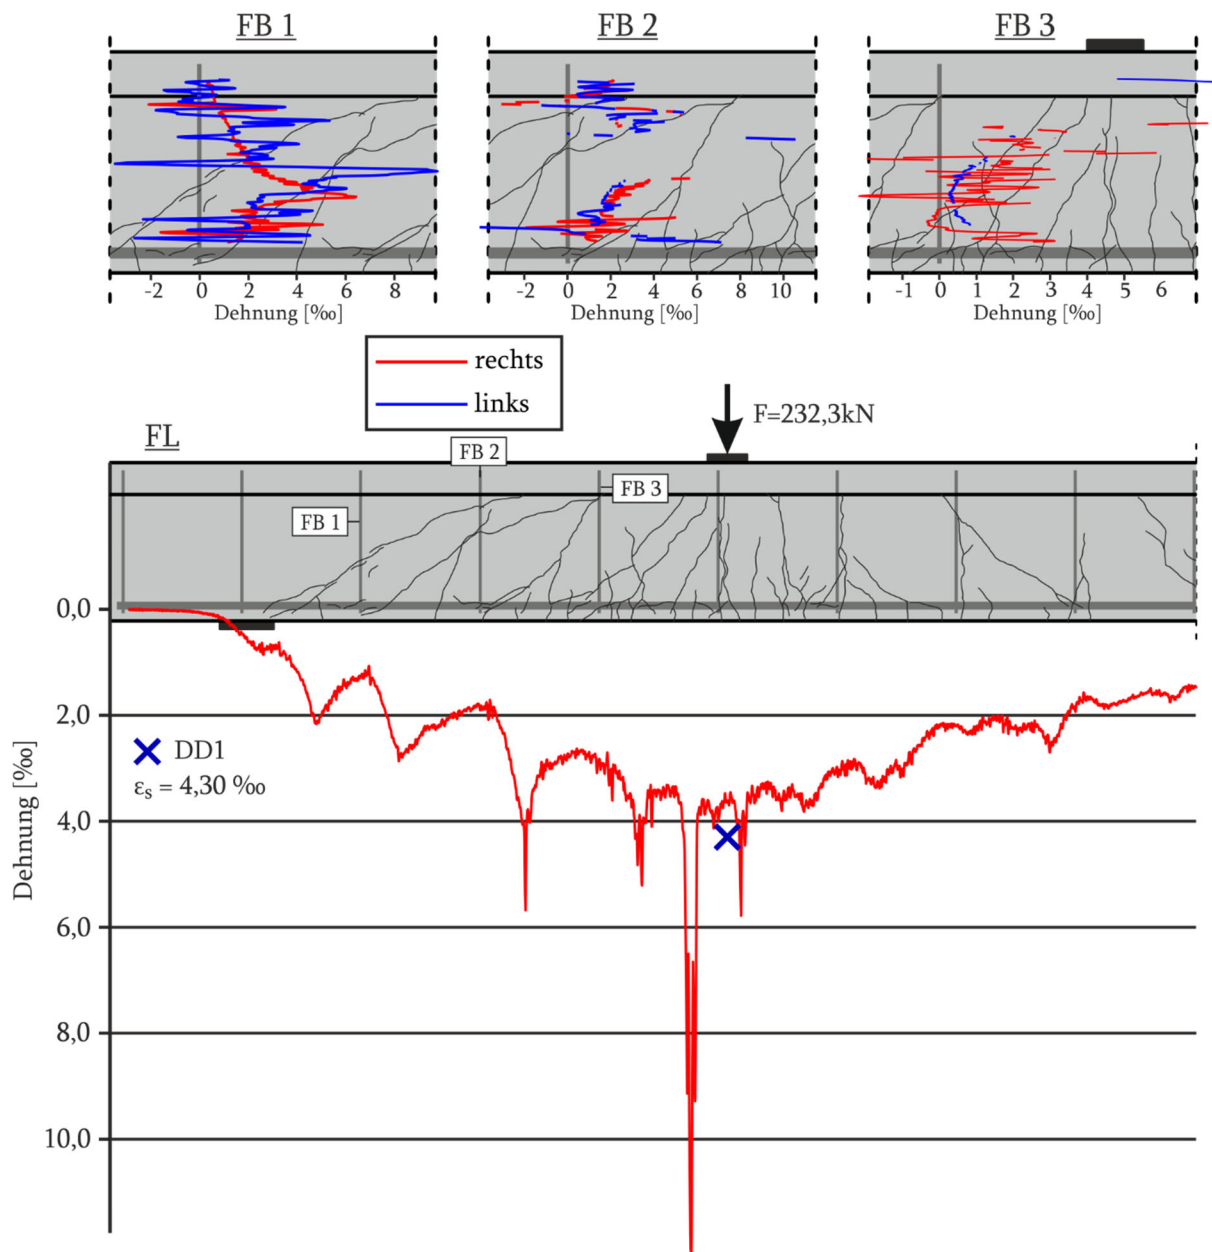 FB 1 FB 2 FB 3
-2 0 2 4 6 8 -2 0 2 4 6 8 10 -1 0 1 2 3 4 5 6
Dehnung [‰] Dehnung [‰] Dehnung [‰]
rechts
links
F=232,3kN
FL
FB 2
FB 3
FB 1
0,0
2,0
DD1
εs = 4,30 ‰
4,0
6,0
8,0
10,0
Dehnung [‰]